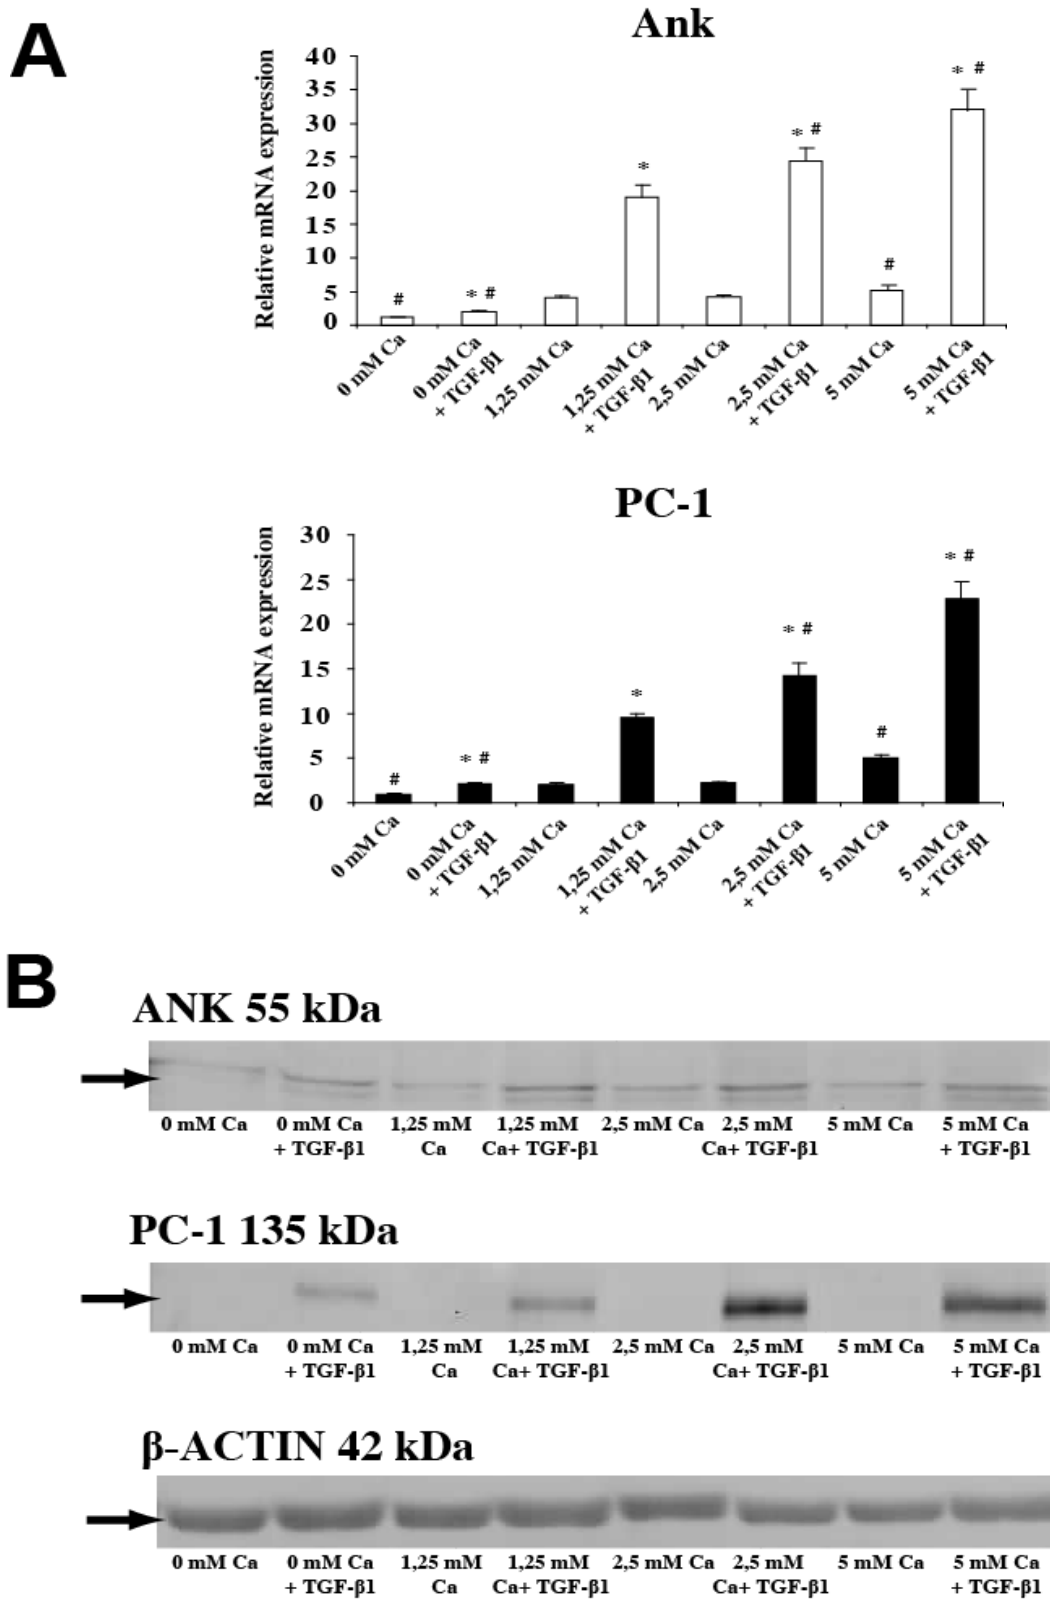 A
Ank
Relative mRNA expression
40
35
30
25
20
15
10
5
0
#
* #
*
* #
#
* #
0 mM Ca
0 mM Ca
+ TGF-β1
1,25 mM Ca
1,25 mM Ca
+ TGF-β1
2,5 mM Ca
2,5 mM Ca
+ TGF-β1
5 mM Ca
5 mM Ca
+ TGF-β1
PC-1
Relative mRNA expression
30
25
20
15
10
5
0
#
* #
*
* #
#
* #
0 mM Ca
0 mM Ca
+ TGF-β1
1,25 mM Ca
1,25 mM Ca
+ TGF-β1
2,5 mM Ca
2,5 mM Ca
+ TGF-β1
5 mM Ca
5 mM Ca
+ TGF-β1
B
ANK 55 kDa
0 mM Ca
0 mM Ca
+ TGF-β1
1,25 mM
Ca
1,25 mM
Ca+ TGF-β1
2,5 mM Ca
2,5 mM
Ca+ TGF-β1
5 mM Ca
5 mM Ca
+ TGF-β1
PC-1 135 kDa
0 mM Ca
0 mM Ca
+ TGF-β1
1,25 mM
Ca
1,25 mM
Ca+ TGF-β1
2,5 mM Ca
2,5 mM
Ca+ TGF-β1
5 mM Ca
5 mM Ca
+ TGF-β1
β-ACTIN 42 kDa
0 mM Ca
0 mM Ca
+ TGF-β1
1,25 mM
Ca
1,25 mM
Ca+ TGF-β1
2,5 mM Ca
2,5 mM
Ca+ TGF-β1
5 mM Ca
5 mM Ca
+ TGF-β1